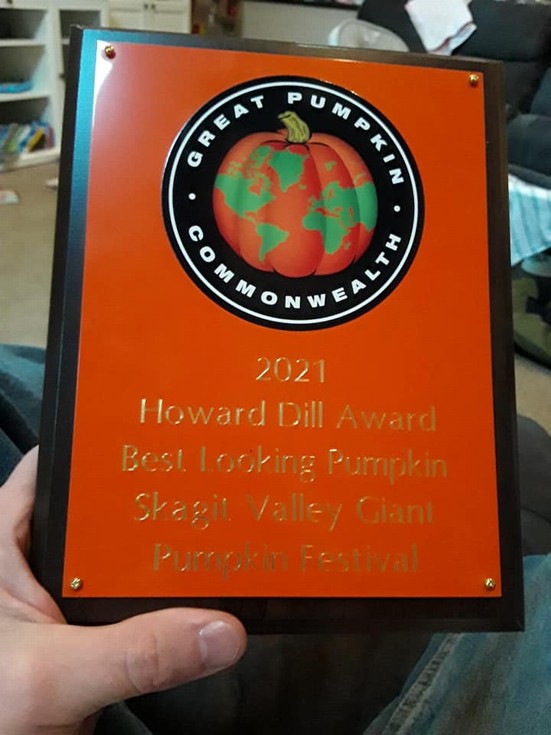 GREAT PUMPKIN
COMMONWEALTH
2021
Howard Dill Award
Best Looking Pumpkin
Skagit Valley Giant
Pumpkin Festival